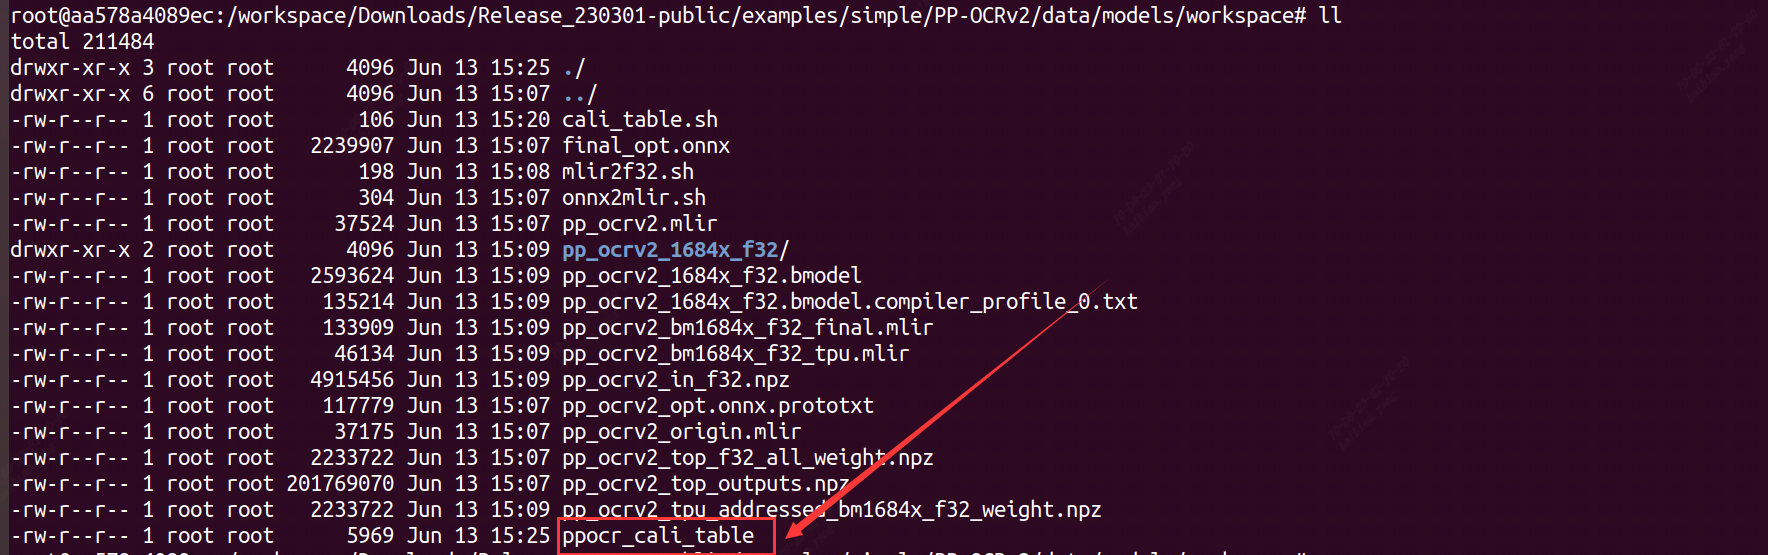 root@aa578a4089ec:/workspace/Downloads/Release_230301-public/examples/simple/PP-OCRv2/data/models/workspace# ll
total 211484
drwxr-xr-x 3 root root      4096 Jun 13 15:25 ./
drwxr-xr-x 6 root root      4096 Jun 13 15:07 ../
-rw-r--r-- 1 root root       106 Jun 13 15:20 cali_table.sh
-rw-r--r-- 1 root root   2239907 Jun 13 15:07 final_opt.onnx
-rw-r--r-- 1 root root       198 Jun 13 15:08 mlir2f32.sh
-rw-r--r-- 1 root root       304 Jun 13 15:07 onnx2mlir.sh
-rw-r--r-- 1 root root     37524 Jun 13 15:07 pp_ocrv2.mlir
drwxr-xr-x 2 root root      4096 Jun 13 15:09 pp_ocrv2_1684x_f32/
-rw-r--r-- 1 root root   2593624 Jun 13 15:09 pp_ocrv2_1684x_f32.bmodel
-rw-r--r-- 1 root root    135214 Jun 13 15:09 pp_ocrv2_1684x_f32.bmodel.compiler_profile_0.txt
-rw-r--r-- 1 root root    133909 Jun 13 15:09 pp_ocrv2_bm1684x_f32_final.mlir
-rw-r--r-- 1 root root     46134 Jun 13 15:09 pp_ocrv2_bm1684x_f32_tpu.mlir
-rw-r--r-- 1 root root   4915456 Jun 13 15:09 pp_ocrv2_in_f32.npz
-rw-r--r-- 1 root root    117779 Jun 13 15:07 pp_ocrv2_opt.onnx.prototxt
-rw-r--r-- 1 root root     37175 Jun 13 15:07 pp_ocrv2_origin.mlir
-rw-r--r-- 1 root root   2233722 Jun 13 15:07 pp_ocrv2_top_f32_all_weight.npz
-rw-r--r-- 1 root root 201769070 Jun 13 15:07 pp_ocrv2_top_outputs.npz
-rw-r--r-- 1 root root   2233722 Jun 13 15:09 pp_ocrv2_tpu_addressed_bm1684x_f32_weight.npz
-rw-r--r-- 1 root root      5969 Jun 13 15:25 ppocr_cali_table